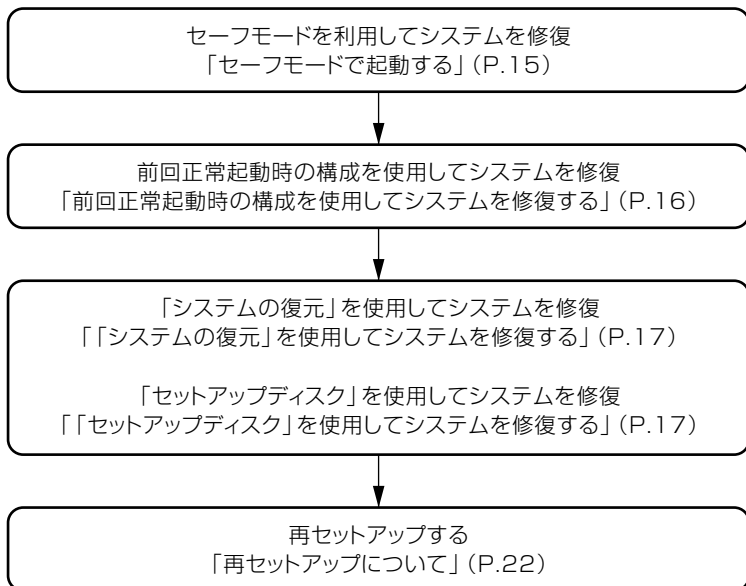 セーフモードを利用してシステムを修復
「セーフモードで起動する」(P.15)
前回正常起動時の構成を使用してシステムを修復
「前回正常起動時の構成を使用してシステムを修復する」(P.16)
「システムの復元」を使用してシステムを修復
「「システムの復元」を使用してシステムを修復する」(P.17)
「セットアップディスク」を使用してシステムを修復
「「セットアップディスク」を使用してシステムを修復する」(P.17)
再セットアップする
「再セットアップについて」(P.22)